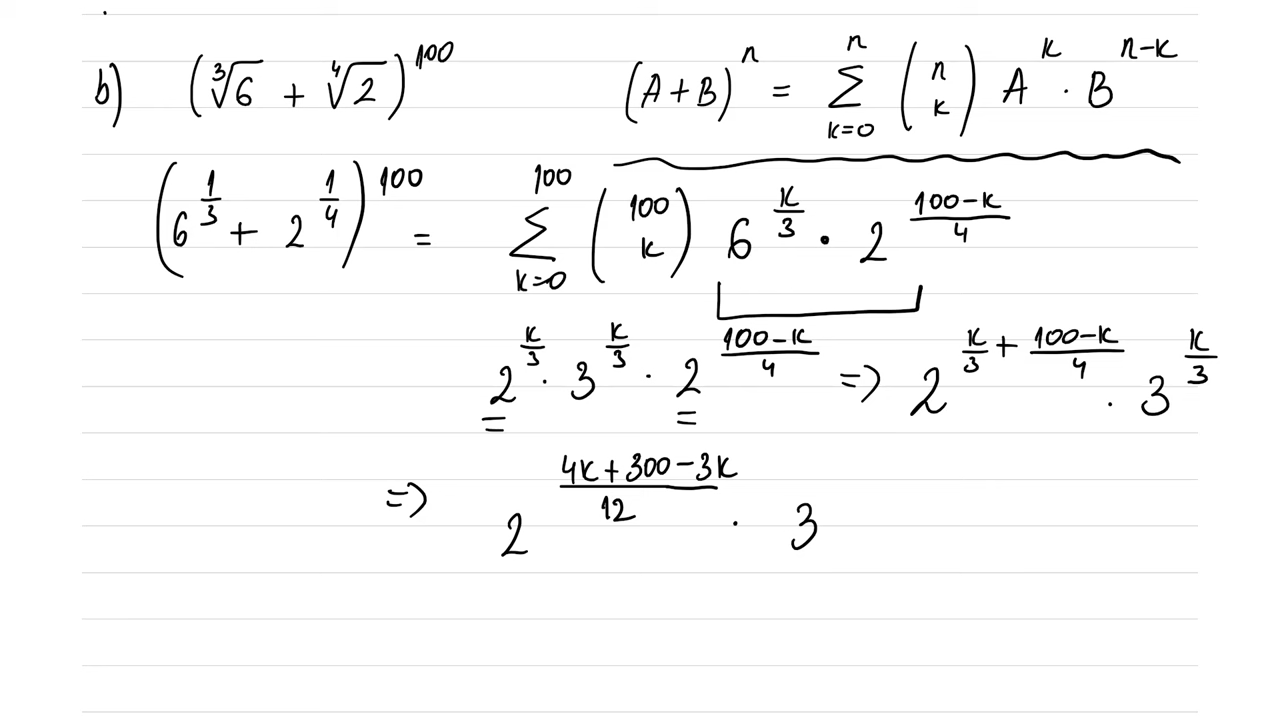 b) (∛6 + ∜2)^100    (A+B)^n = ∑_{k=0}^{n} (n k) A^k · B^{n-k}
(6^{1/3} + 2^{1/4})^100 = ∑_{k=0}^{100} (100 k) 6^{k/3} · 2^{(100-k)/4}
2^{k/3} · 3^{k/3} · 2^{(100-k)/4} => 2^{k/3 + (100-k)/4} · 3^{k/3}
=> 2^{(4k+300-3k)/12} · 3